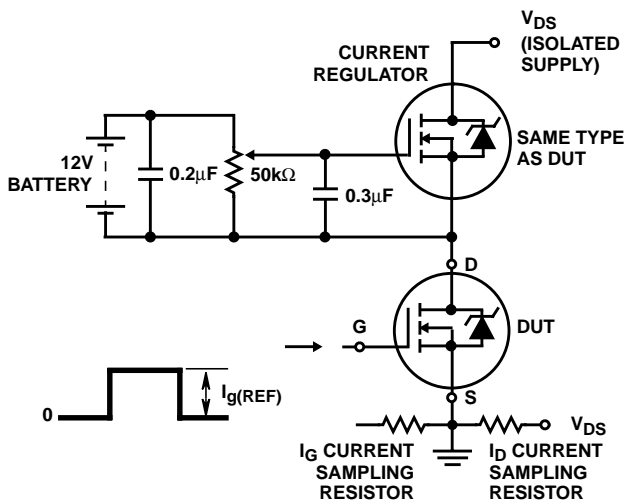 V_DS
(ISOLATED
SUPPLY)
CURRENT
REGULATOR
SAME TYPE
AS DUT
12V
BATTERY
0.2μF
50kΩ
0.3μF
D
DUT
G
I_g(REF)
0
S
V_DS
I_G CURRENT
SAMPLING
RESISTOR
I_D CURRENT
SAMPLING
RESISTOR